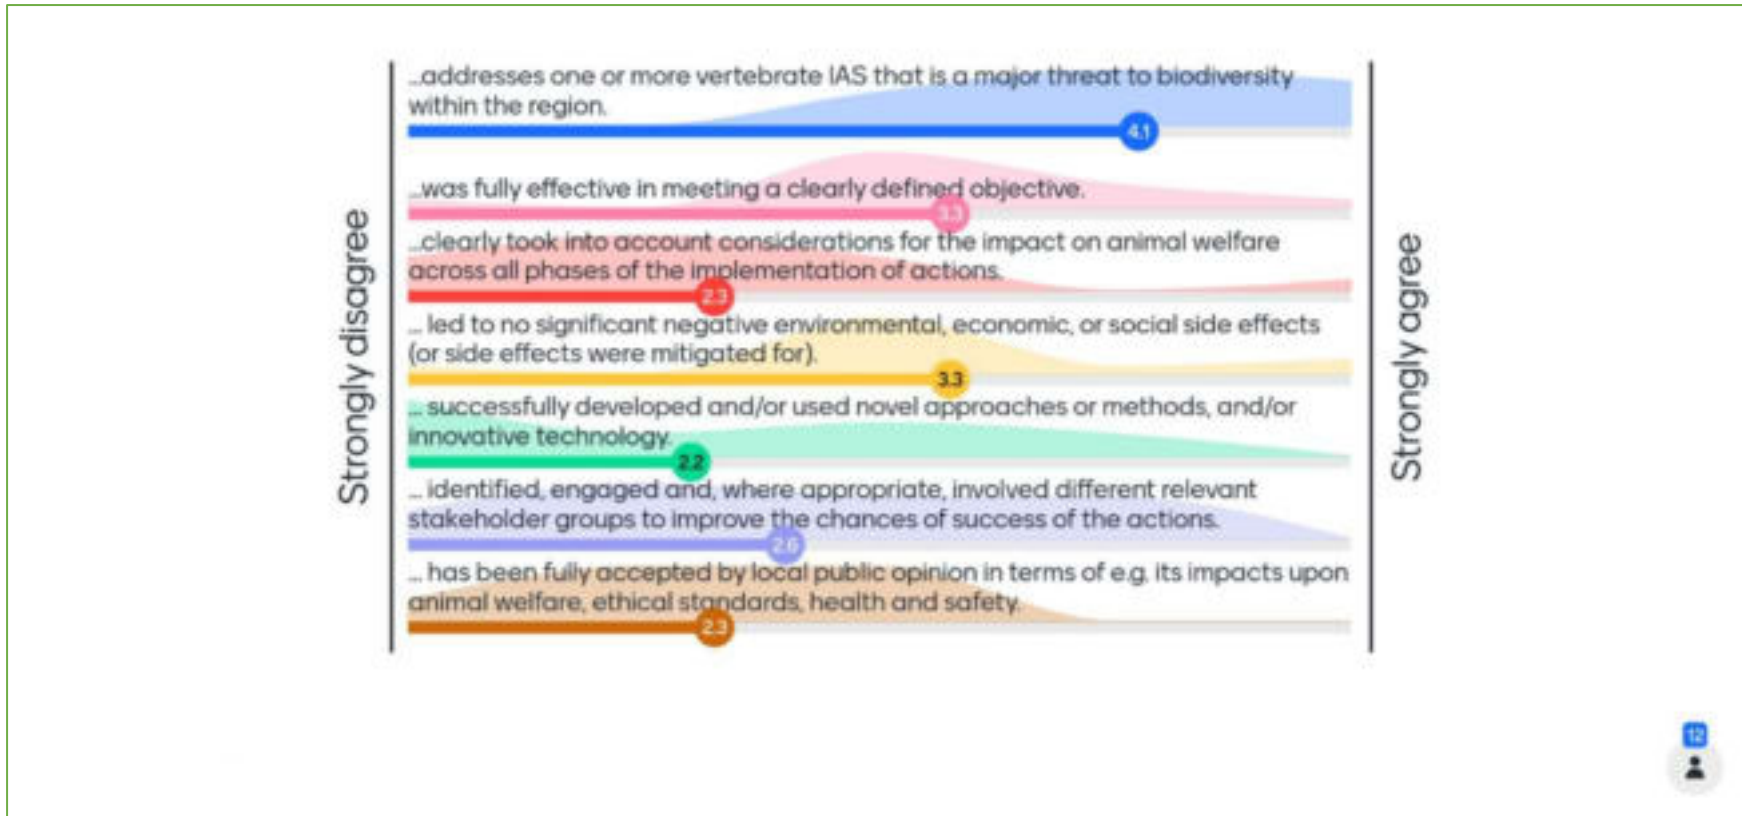 ...addresses one or more vertebrate IAS that is a major threat to biodiversity
within the region.
4.1
...was fully effective in meeting a clearly defined objective.
3.3
...clearly took into account considerations for the impact on animal welfare
across all phases of the implementation of actions.
2.3
... led to no significant negative environmental, economic, or social side effects
(or side effects were mitigated for).
3.3
... successfully developed and/or used novel approaches or methods, and/or
innovative technology.
2.2
... identified, engaged and, where appropriate, involved different relevant
stakeholder groups to improve the chances of success of the actions.
2.6
... has been fully accepted by local public opinion in terms of e.g. its impacts upon
animal welfare, ethical standards, health and safety.
2.3
Strongly disagree
Strongly agree
12